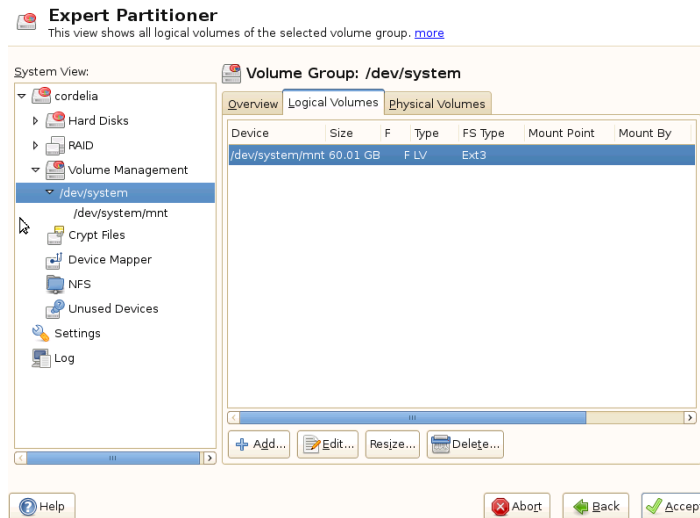 Expert Partitioner
This view shows all logical volumes of the selected volume group. more
System View:
cordelia
Hard Disks
RAID
Volume Management
/dev/system
/dev/system/mnt
Crypt Files
Device Mapper
NFS
Unused Devices
Settings
Log
Volume Group: /dev/system
Overview Logical Volumes Physical Volumes
Device Size F Type FS Type Mount Point Mount By
/dev/system/mnt 60.01 GB F LV Ext3
Add... Edit... Resize... Delete...
Help Abort Back Accep